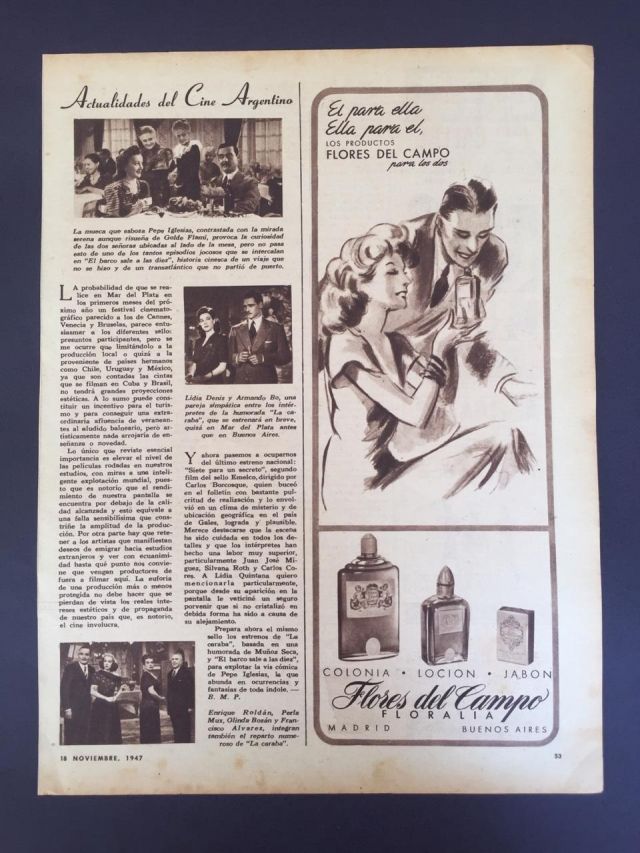 Actualidades del Cine Argentino
La mueca que esboza Pepe Iglesias, contrastada con la mirada
serena aunque risueña de Golde Flami, provoca la curiosidad
de las dos señoras ubicadas al lado de la mesa, pero no pasa
esto de uno de los tantos episodios jocosos que se intercalan
en "El barco sale a las diez", historia cinesca de un viaje que
no se hizo y de un transatlántico que no partió de puerto.
LA probabilidad de que se rea-
lice en Mar del Plata en
los primeros meses del pró-
ximo año un festival cinemato-
gráfico parecido a los de Cannes,
Venecia y Bruselas, parece entu-
siasmar a los diferentes sellos
presuntos participantes, pero se
me ocurre que limitándolo a la
producción local o quizá a la
proveniente de países hermanos
como Chile, Uruguay y México,
ya que son contadas las cintas
que se filman en Cuba y Brasil,
no tendrá grandes proyecciones
estéticas. A lo sumo puede cons-
tituir un incentivo para el turis-
mo y para conseguir una extra-
ordinaria afluencia de veranean-
tes al aludido balneario, pero ar-
tísticamente nada arrojaría de en-
señanza o novedad.
Lo único que reviste esencial
importancia es elevar el nivel de
las películas rodadas en nuestros
estudios, con miras a una inteli-
gente explotación mundial, pues-
to que es notorio que el rendi-
miento de nuestra pantalla se
encuentra por debajo de la cali-
dad alcanzada y esto equivale a
una falla sensibilísima que cons-
triñe la amplitud de la produc-
ción. Por otra parte hay que rete-
ner a los artistas que manifiestan
deseos de emigrar hacia estudios
extranjeros y ver con ecuanimi-
dad hasta qué punto nos convie-
ne que vengan productores de
fuera a filmar aquí. La euforia
de una producción más o menos
protegida no debe hacer que se
pierdan de vista los reales inte-
reses estéticos y de propaganda
de nuestro país que, es notorio,
el cine involucra.
Lidia Denis y Armando Bo, una
pareja simpática entre los intér-
pretes de la humorada "La ca-
raba", que se estrenará en breve,
quizá en Mar del Plata antes
que en Buenos Aires.
Y ahora pasemos a ocuparnos
del último estreno nacional:
"Siete para un secreto", segundo
film del sello Emelco, dirigido por
Carlos Borcosque, quien buceó
en el folletín con bastante pul-
critud de realización y lo envol-
vió en un clima de misterio y de
ubicación geográfica en el país
de Gales, lograda y plausible.
Merece destacarse que la escena
ha sido cuidada en todos los de-
talles y que los intérpretes han
hecho una labor muy superior,
particularmente Juan José Mí-
guez, Silvana Roth y Carlos Co-
res. A Lidia Quintana quiero
mencionarla particularmente,
porque desde su aparición en la
pantalla le vaticiné un seguro
porvenir que si no cristalizó en
debida forma ha sido a causa de
su alejamiento.
Prepara ahora el mismo
sello los estrenos de "La
caraba", basada en una
humorada de Muñoz Seca,
y "El barco sale a las diez",
para explotar la vis cómica
de Pepe Iglesias, la que
abunda en ocurrencias y
fantasías de toda índole. —
B. M. P.
Enrique Roldán, Perla
Mux, Olinda Bozán y Fran-
cisco Alvarez, integran
también el reparto nume-
roso de "La caraba".
18 NOVIEMBRE, 1947
El para ella
Ella para el,
LOS PRODUCTOS
FLORES DEL CAMPO
para los dos
COLONIA • LOCION • JABON
Flores del Campo
FLORALIA
MADRID BUENOS AIRES
53